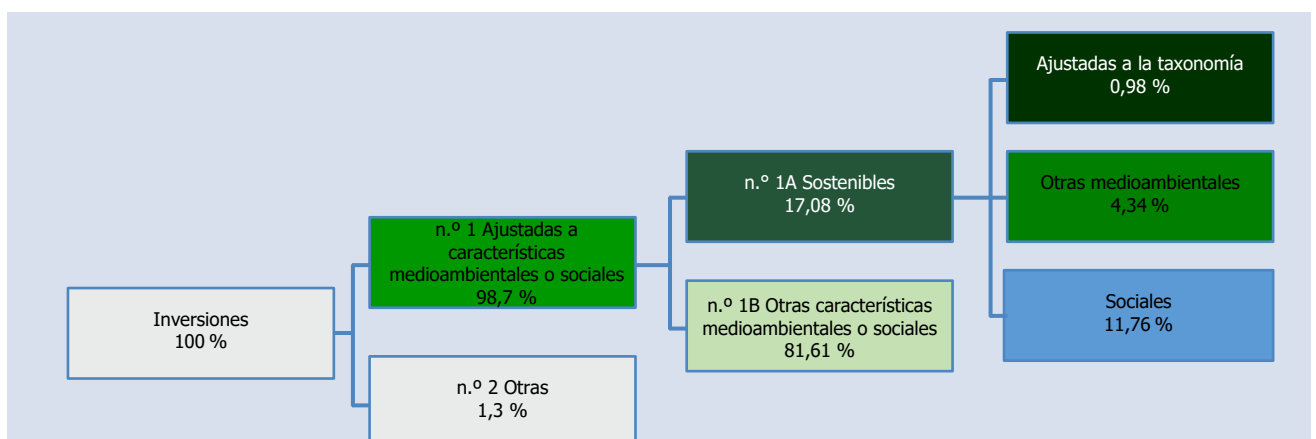 Inversiones
100 %
n.º 1 Ajustadas a
características
medioambientales o sociales
98,7 %
n.º 2 Otras
1,3 %
n.° 1A Sostenibles
17,08 %
n.º 1B Otras características
medioambientales o sociales
81,61 %
Ajustadas a la taxonomía
0,98 %
Otras medioambientales
4,34 %
Sociales
11,76 %